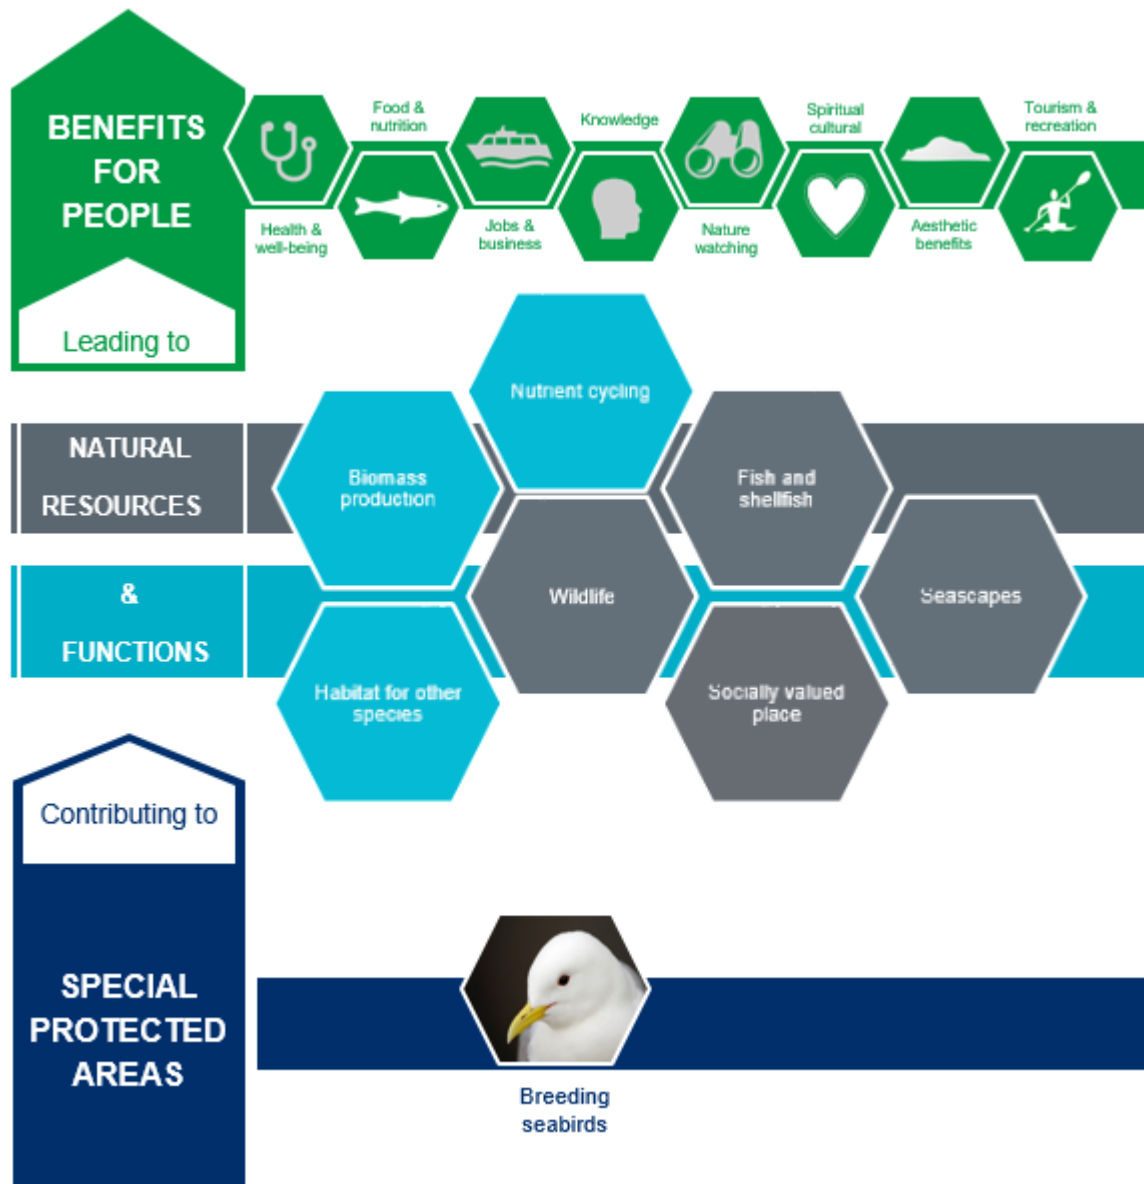 BENEFITS
FOR
PEOPLE
Leading to
Health &
well-being
Food &
nutrition
Jobs &
business
Knowledge
Nature
watching
Spiritual
cultural
Aesthetic
benefits
Tourism &
recreation
NATURAL
RESOURCES
&
FUNCTIONS
Nutrient cycling
Biomass
production
Fish and
shellfish
Wildlife
Seascapes
Habitat for other
species
Socially valued
place
Contributing to
SPECIAL
PROTECTED
AREAS
Breeding
seabirds